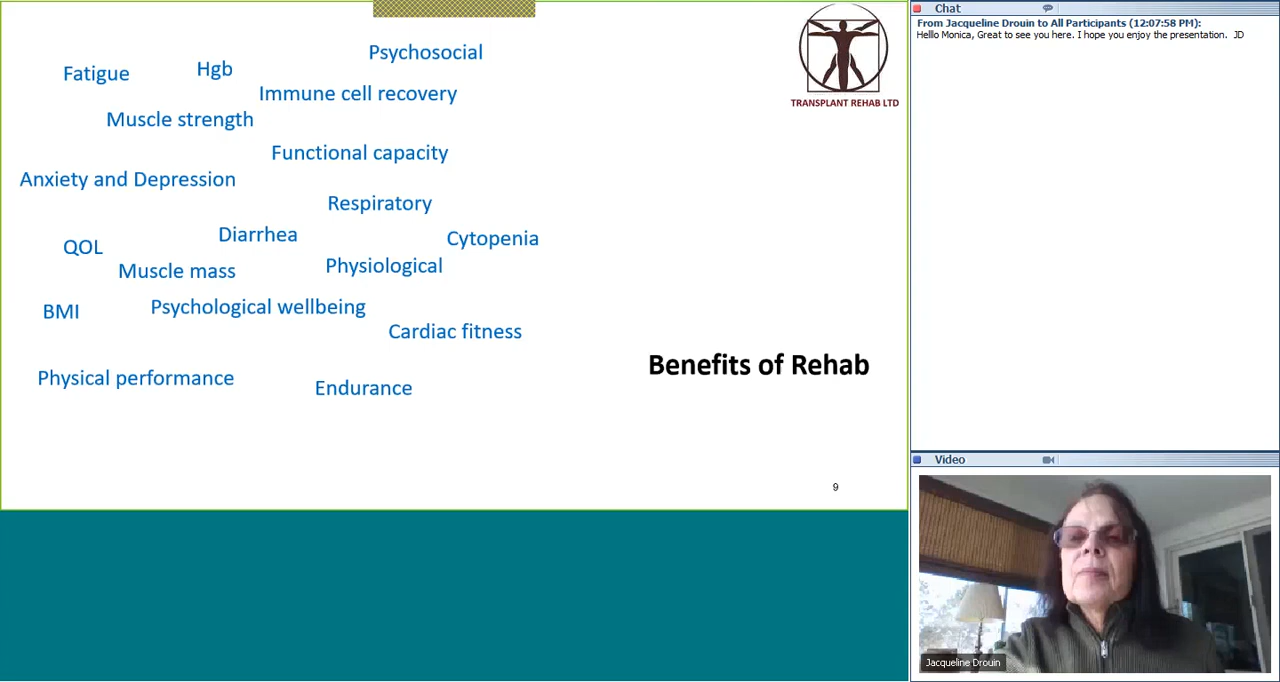 Psychosocial
Fatigue
Hgb
Immune cell recovery
Muscle strength
Functional capacity
Anxiety and Depression
Respiratory
Diarrhea
Cytopenia
QOL
Muscle mass
Physiological
BMI
Psychological wellbeing
Cardiac fitness
Physical performance
Endurance
TRANSPLANT REHAB LTD
Benefits of Rehab
9
Chat
From Jacqueline Drouin to All Participants (12:07:58 PM):
Hello Monica, Great to see you here. I hope you enjoy the presentation.  JD
Video
Jacqueline Drouin